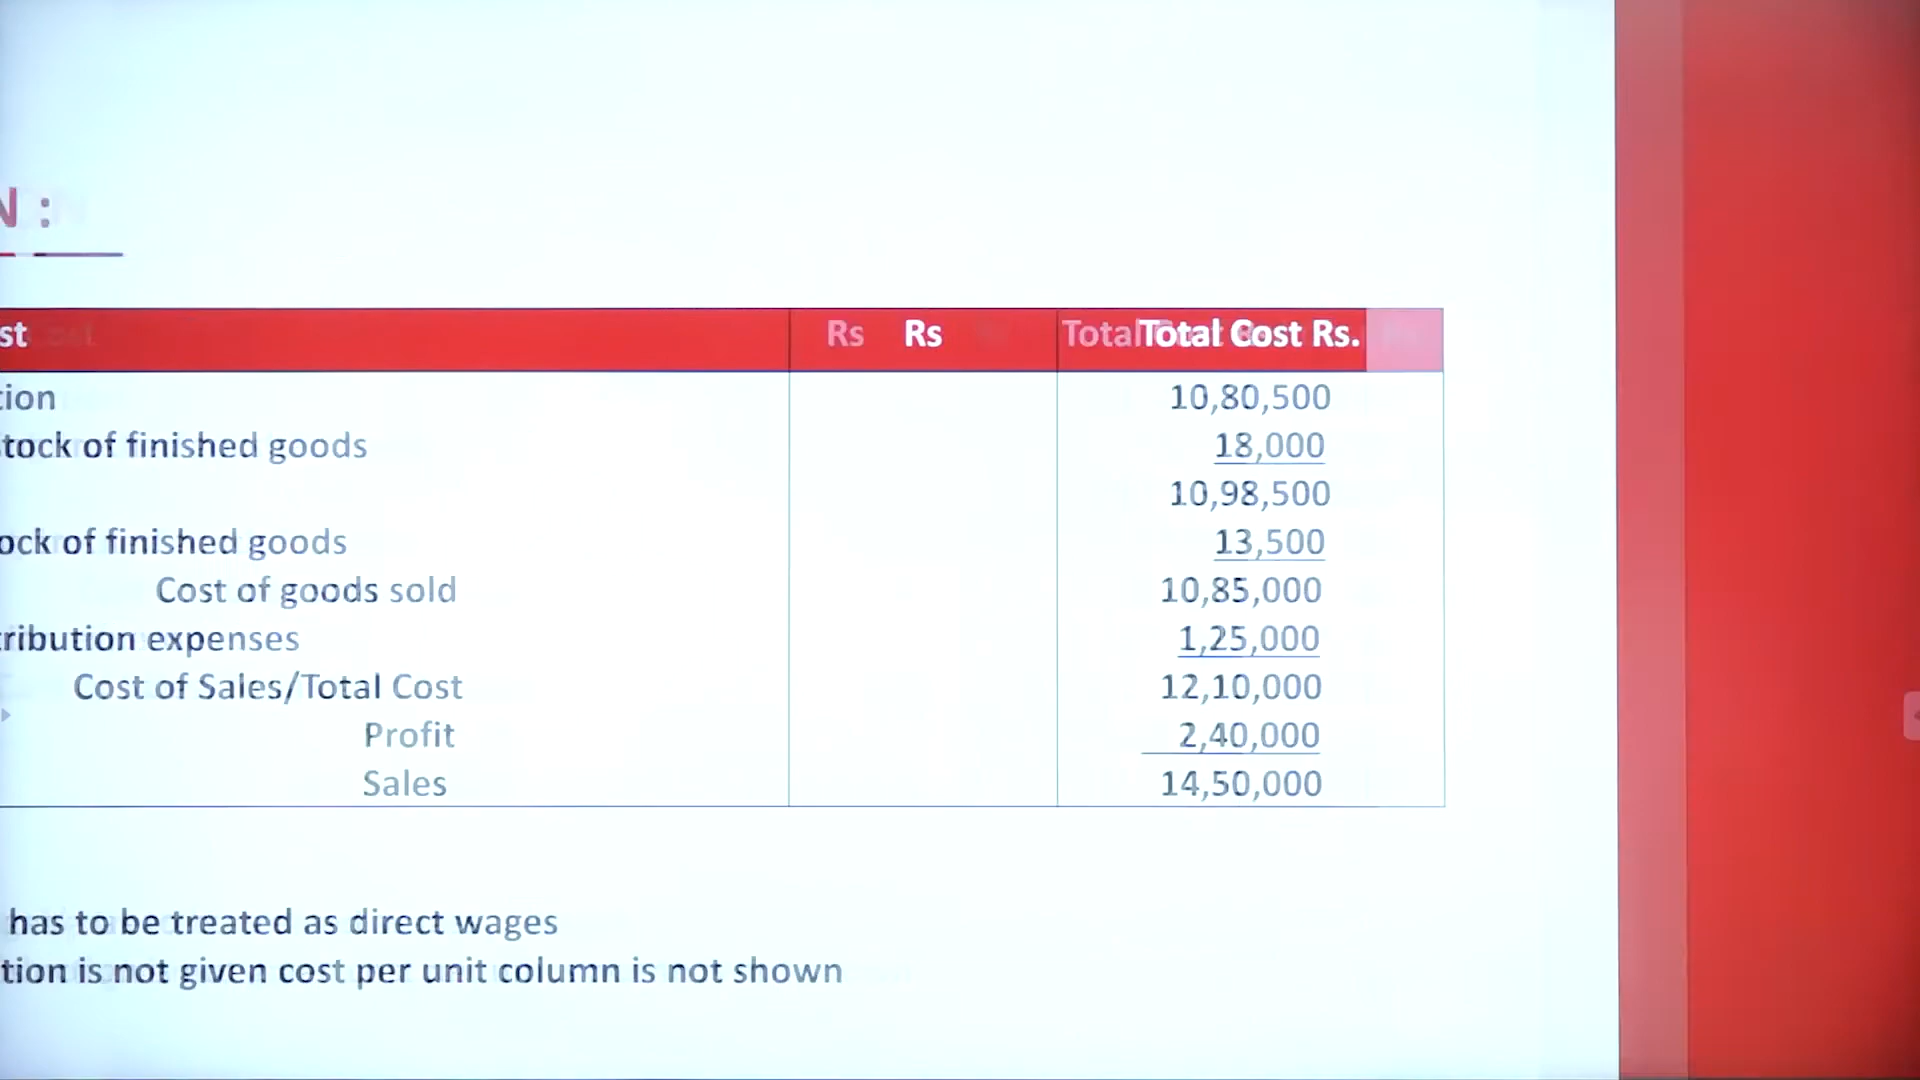 N :
st Rs Total Cost Rs.
tion 10,80,500
tock of finished goods 18,000
10,98,500
ock of finished goods 13,500
Cost of goods sold 10,85,000
tribution expenses 1,25,000
Cost of Sales/Total Cost 12,10,000
Profit 2,40,000
Sales 14,50,000
has to be treated as direct wages
tion is not given cost per unit column is not shown